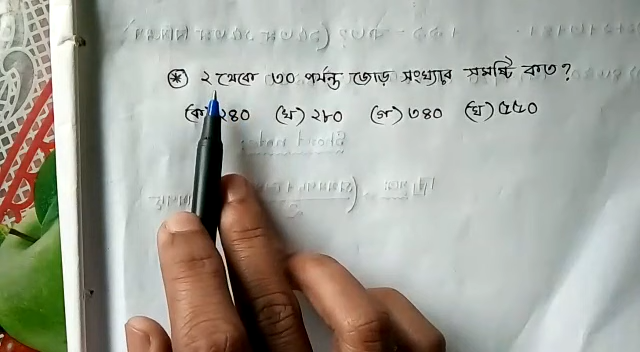 * ২ থেকে ৩০ পর্যন্ত জোড় সংখ্যার সমষ্টি কত?
(ক) ২৪০ (খ) ২৮০ (গ) ৩৪০ (ঘ) ৫৫০